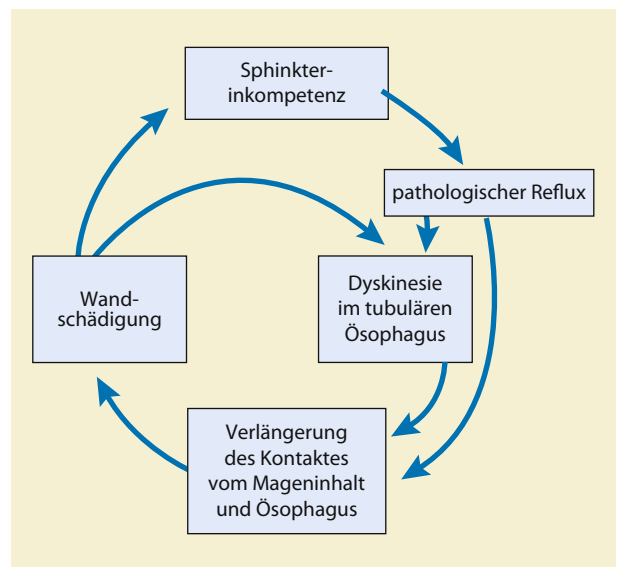 Sphinkter-
inkompetenz
pathologischer Reflux
Dyskinesie
im tubulären
Ösophagus
Wand-
schädigung
Verlängerung
des Kontaktes
vom Mageninhalt
und Ösophagus